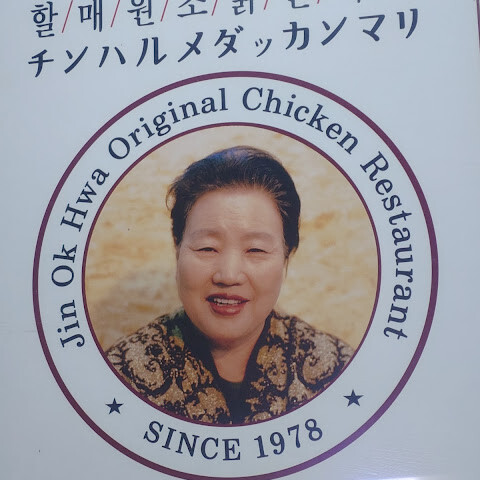 할/매/원/조/닭
チンハルメダッカンマリ
Jin Ok Hwa Original Chicken Restaurant
★ SINCE 1978 ★